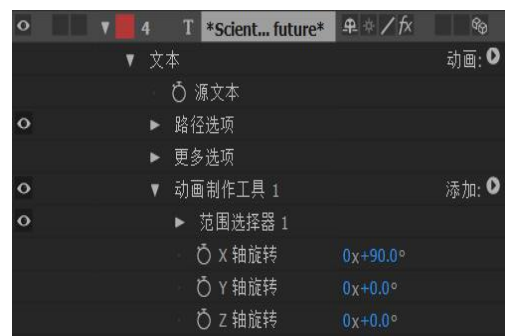 4 T *Scient... future* fx
文本 动画:
源文本
路径选项
更多选项
动画制作工具 1 添加:
范围选择器 1
X 轴旋转 0x+90.0°
Y 轴旋转 0x+0.0°
Z 轴旋转 0x+0.0°